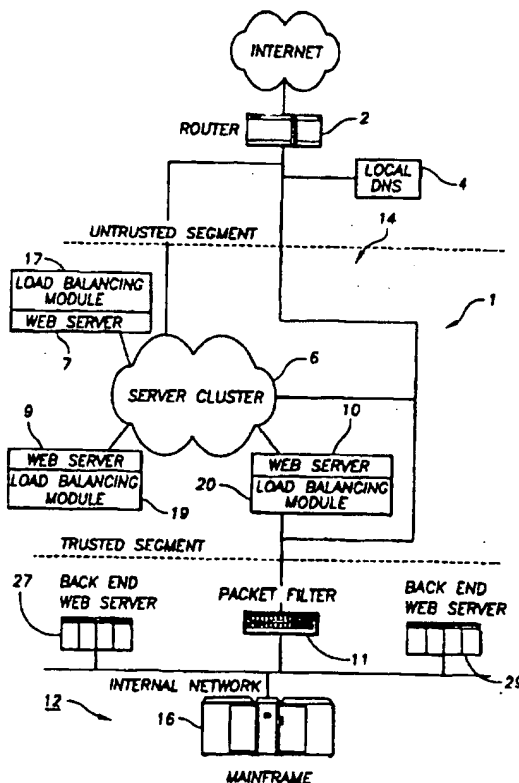 INTERNET
ROUTER
2
LOCAL
DNS
4
UNTRUSTED SEGMENT
14
17
LOAD BALANCING
MODULE
WEB SERVER
7
1
6
SERVER CLUSTER
9
WEB SERVER
LOAD BALANCING
MODULE
19
10
WEB SERVER
LOAD BALANCING
MODULE
20
TRUSTED SEGMENT
27
BACK END
WEB SERVER
PACKET FILTER
11
BACK END
WEB SERVER
29
INTERNAL NETWORK
12
16
MAINFRAME